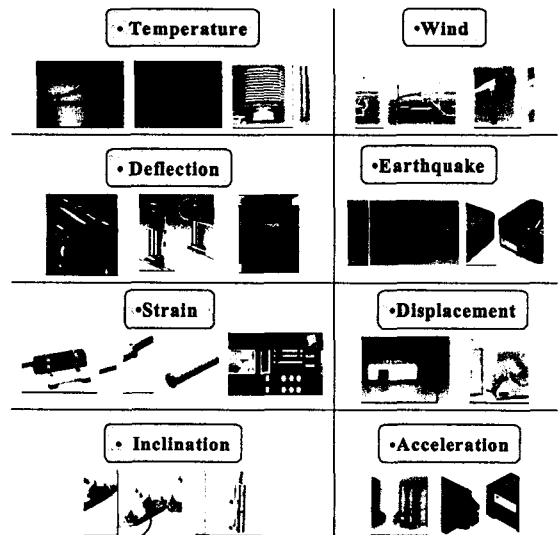 • Temperature
•Wind
• Deflection
•Earthquake
•Strain
•Displacement
• Inclination
•Acceleration